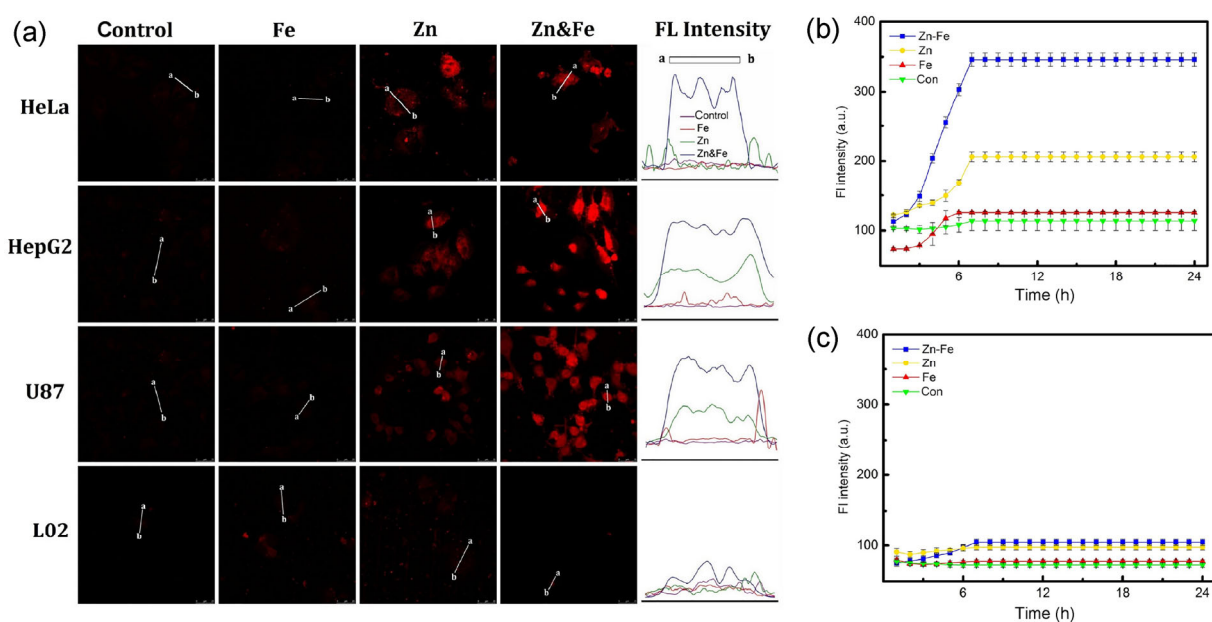 (a)
Control
Fe
Zn
Zn&Fe
FL Intensity
HeLa
a
b
a
b
a
b
a
b
a
b
Control
Fe
Zn
Zn&Fe
HepG2
a
b
a
b
a
b
a
b
U87
a
b
b
a
a
b
a
b
L02
a
b
a
b
a
b
a
b
(b)
400
300
200
100
Fl intensity (a.u.)
Zn-Fe
Zn
Fe
Con
6
12
18
24
Time (h)
(c)
400
300
200
100
Fl intensity (a.u.)
Zn-Fe
Zn
Fe
Con
6
12
18
24
Time (h)